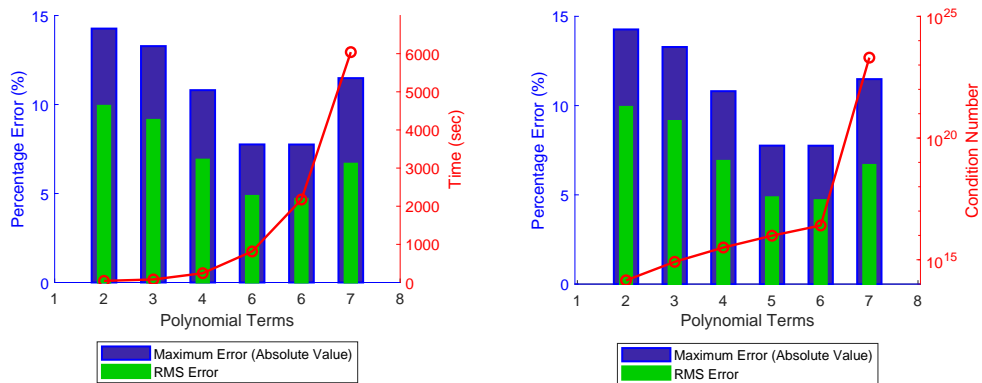 15
10
5
0
Percentage Error (%)
6000
5000
4000
3000
2000
1000
0
Time (sec)
1 2 3 4 6 6 7 8
Polynomial Terms
Maximum Error (Absolute Value)
RMS Error
15
10
5
0
Percentage Error (%)
10^25
10^20
10^15
Condition Number
1 2 3 4 5 6 7 8
Polynomial Terms
Maximum Error (Absolute Value)
RMS Error